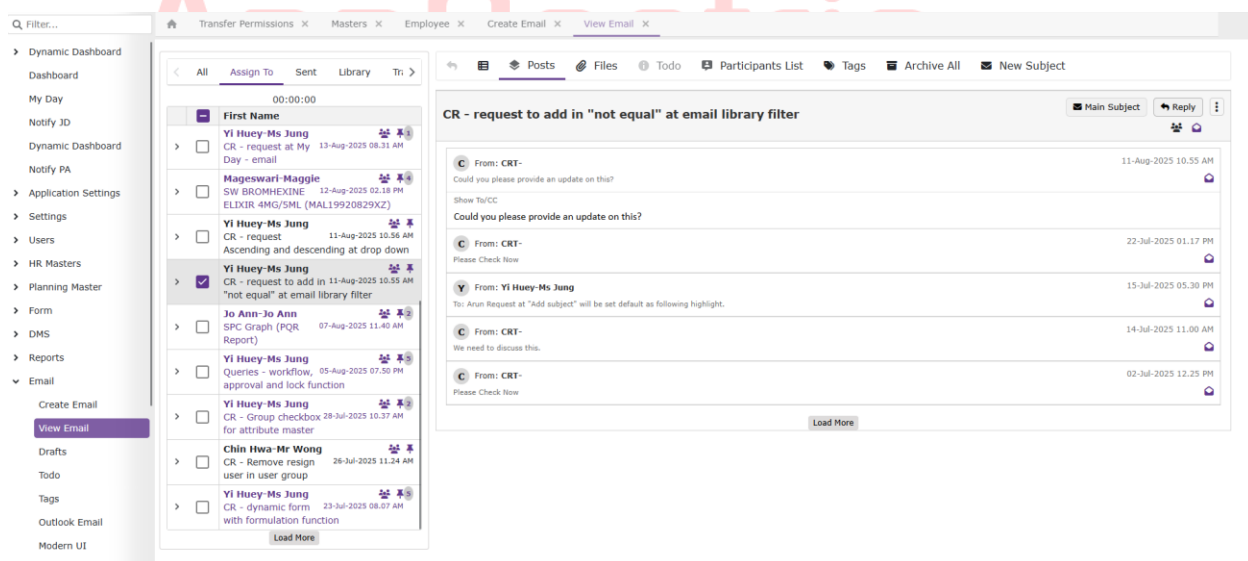 Filter...
Transfer Permissions ×
Masters ×
Employee ×
Create Email ×
View Email ×
Dynamic Dashboard
Dashboard
My Day
Notify JD
Dynamic Dashboard
Notify PA
Application Settings
Settings
Users
HR Masters
Planning Master
Form
DMS
Reports
Email
Create Email
View Email
Drafts
Todo
Tags
Outlook Email
Modern UI
All
Assign To
Sent
Library
00:00:00
First Name
Yi Huey-Ms Jung 1
CR - request at My 13-Aug-2025 08.31 AM
Day - email
Mageswari-Maggie 4
SW BROMHEXINE 12-Aug-2025 02.18 PM
ELIXIR 4MG/5ML (MAL19920829XZ)
Yi Huey-Ms Jung
CR - request 11-Aug-2025 10.56 AM
Ascending and descending at drop down
Yi Huey-Ms Jung
CR - request to add in 11-Aug-2025 10.55 AM
"not equal" at email library filter
Jo Ann-Jo Ann 2
SPC Graph (PQR 07-Aug-2025 11.40 AM
Report)
Yi Huey-Ms Jung 5
Queries - workflow, 05-Aug-2025 07.50 PM
approval and lock function
Yi Huey-Ms Jung 2
CR - Group checkbox 28-Jul-2025 10.37 AM
for attribute master
Chin Hwa-Mr Wong
CR - Remove resign 26-Jul-2025 11.24 AM
user in user group
Yi Huey-Ms Jung 5
CR - dynamic form 23-Jul-2025 08.07 AM
with formulation function
Load More
Posts
Files
Todo
Participants List
Tags
Archive All
New Subject
CR - request to add in "not equal" at email library filter
Main Subject
Reply
C From: CRT- 11-Aug-2025 10.55 AM
Could you please provide an update on this?
Show To/CC
Could you please provide an update on this?
C From: CRT- 22-Jul-2025 01.17 PM
Please Check Now
Y From: Yi Huey-Ms Jung 15-Jul-2025 05.30 PM
To: Arun Request at "Add subject" will be set default as following highlight.
C From: CRT- 14-Jul-2025 11.00 AM
We need to discuss this.
C From: CRT- 02-Jul-2025 12.25 PM
Please Check Now
Load More